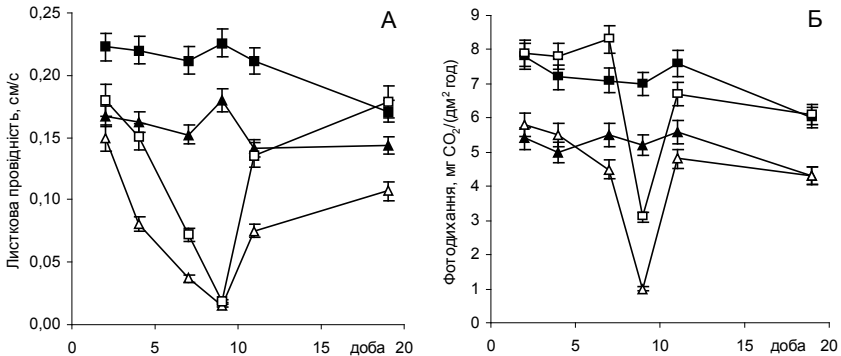 А
0,25
0,20
0,15
0,10
0,05
0,00
Листкова провідність, см/с
0 5 10 15 доба 20
Б
9
8
7
6
5
4
3
2
1
0
Фотодихання, мг CO₂/(дм² год)
0 5 10 15 доба 20